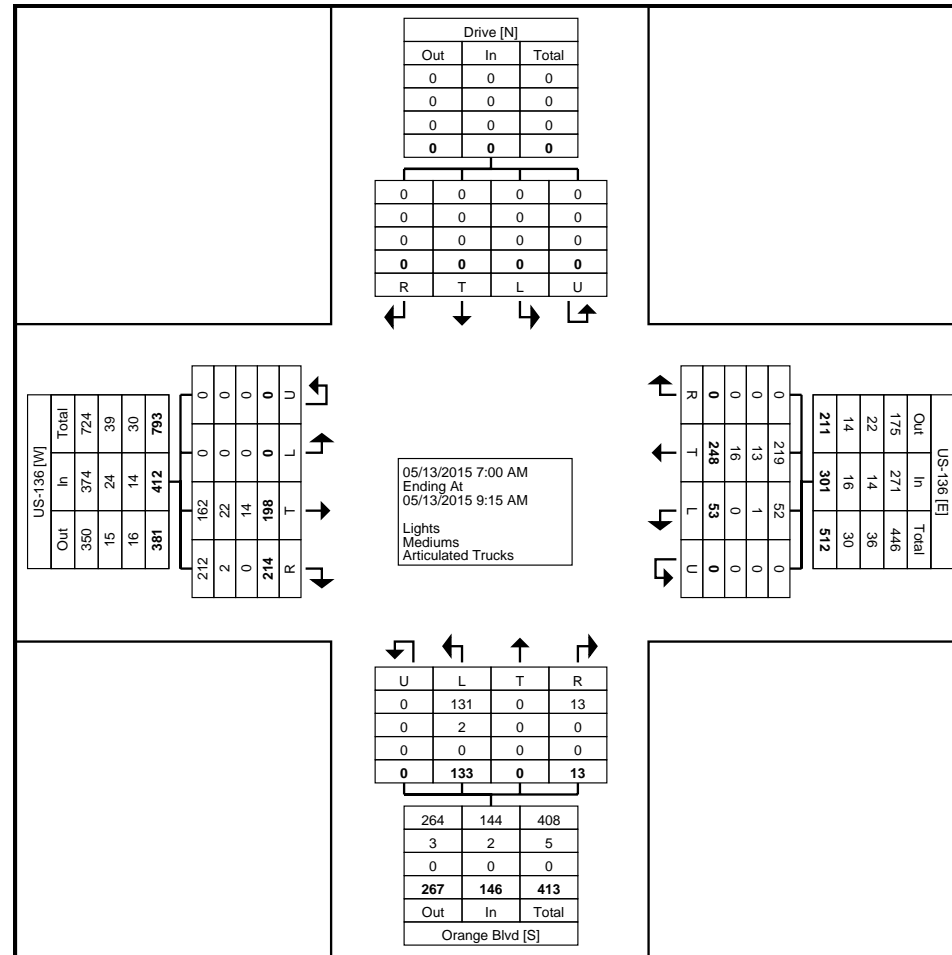 Drive [N]
Out In Total
0 0 0
0 0 0
0 0 0
0 0 0
0 0 0 0
0 0 0 0
0 0 0 0
0 0 0 0
R T L U
US-136 [W]
Total 724 39 30 793
In 374 24 14 412
Out 350 15 16 381
0 0 0 0 U
0 0 0 0 L
162 22 14 198 T
212 2 0 214 R
05/13/2015 7:00 AM
Ending At
05/13/2015 9:15 AM
Lights
Mediums
Articulated Trucks
R 0 0 0 0
T 248 16 13 219
L 53 0 1 52
U 0 0 0 0
211 14 22 175 Out
301 16 14 271 In
512 30 36 446 Total
US-136 [E]
U L T R
0 131 0 13
0 2 0 0
0 0 0 0
0 133 0 13
264 144 408
3 2 5
0 0 0
267 146 413
Out In Total
Orange Blvd [S]